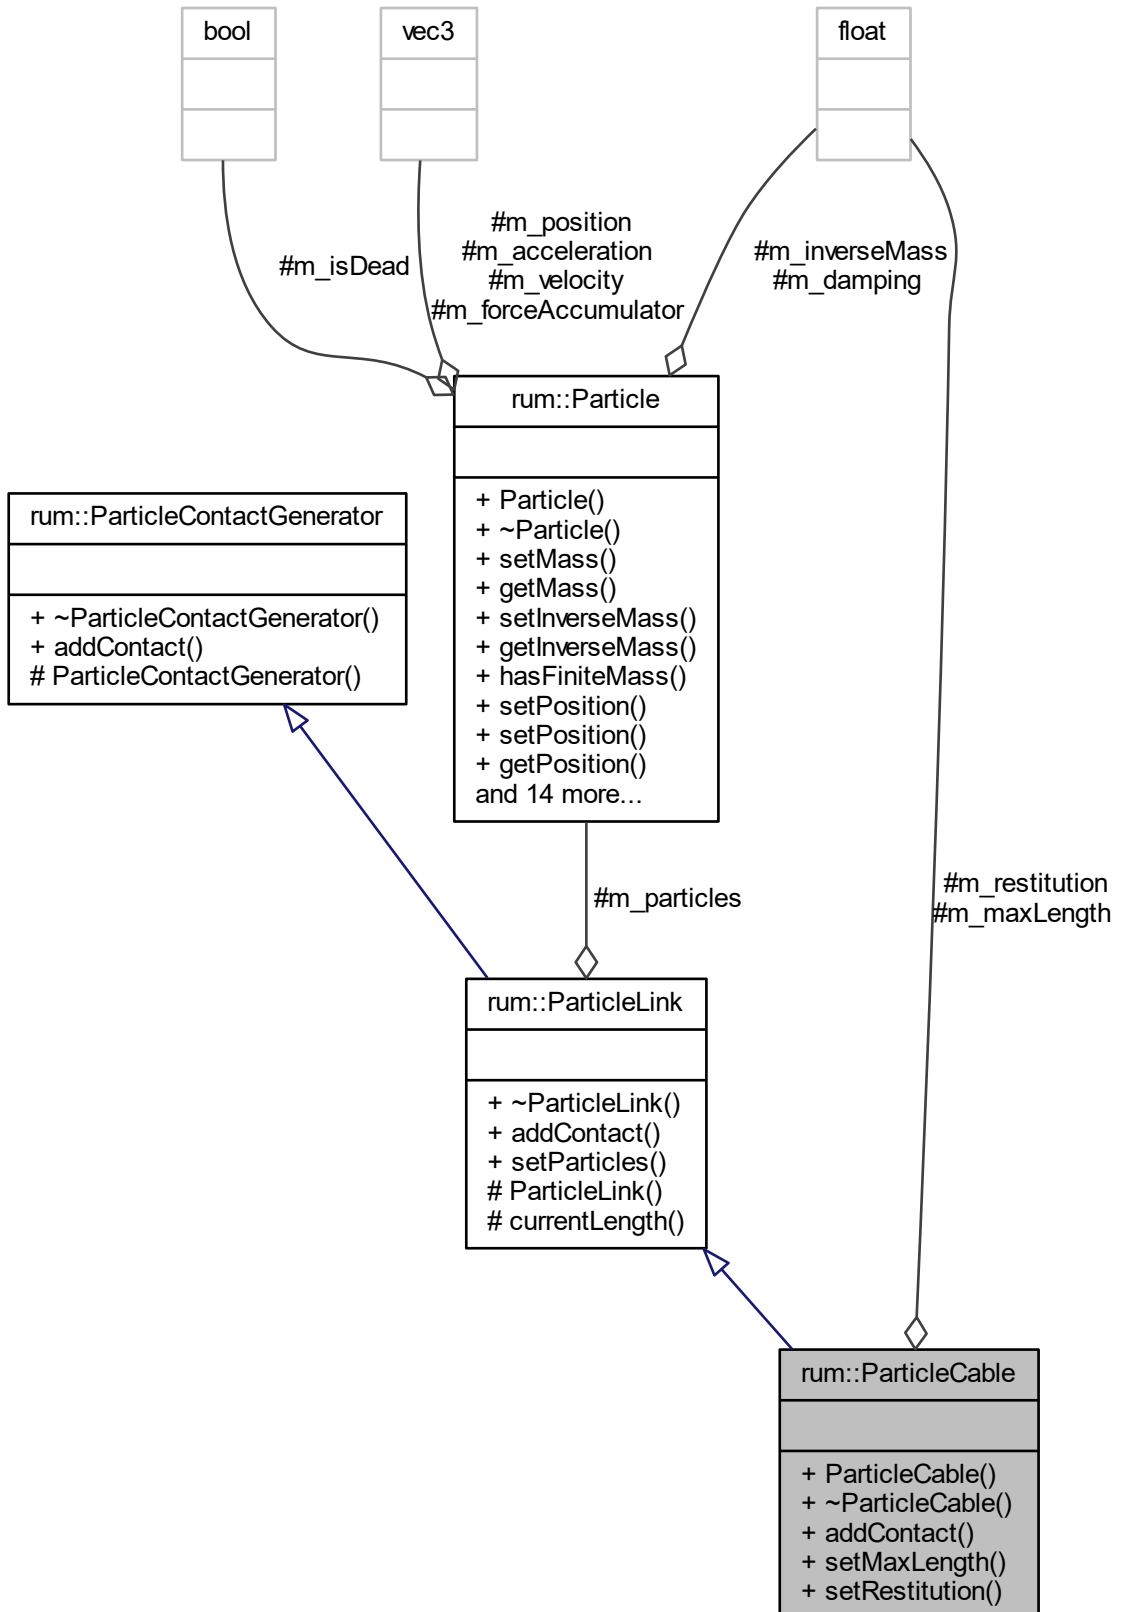 bool
vec3
float
#m_isDead
#m_position
#m_acceleration
#m_velocity
#m_forceAccumulator
#m_inverseMass
#m_damping
rum::Particle
+ Particle()
+ ~Particle()
+ setMass()
+ getMass()
+ setInverseMass()
+ getInverseMass()
+ hasFiniteMass()
+ setPosition()
+ setPosition()
+ getPosition()
and 14 more...
rum::ParticleContactGenerator
+ ~ParticleContactGenerator()
+ addContact()
# ParticleContactGenerator()
#m_particles
#m_restitution
#m_maxLength
rum::ParticleLink
+ ~ParticleLink()
+ addContact()
+ setParticles()
# ParticleLink()
# currentLength()
rum::ParticleCable
+ ParticleCable()
+ ~ParticleCable()
+ addContact()
+ setMaxLength()
+ setRestitution()